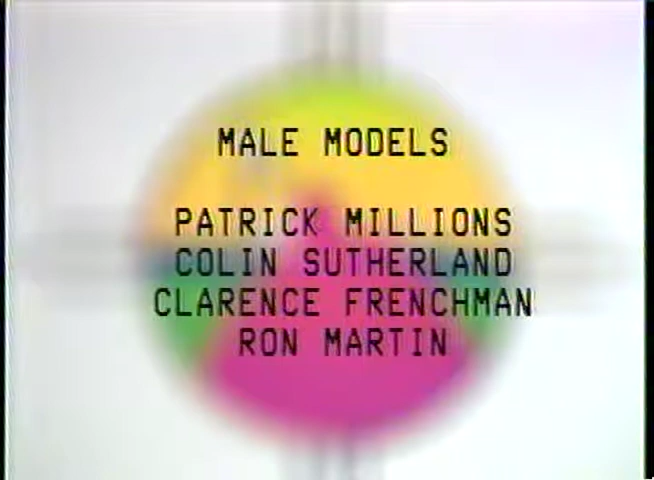 MALE MODELS
PATRICK MILLIONS
COLIN SUTHERLAND
CLARENCE FRENCHMAN
RON MARTIN